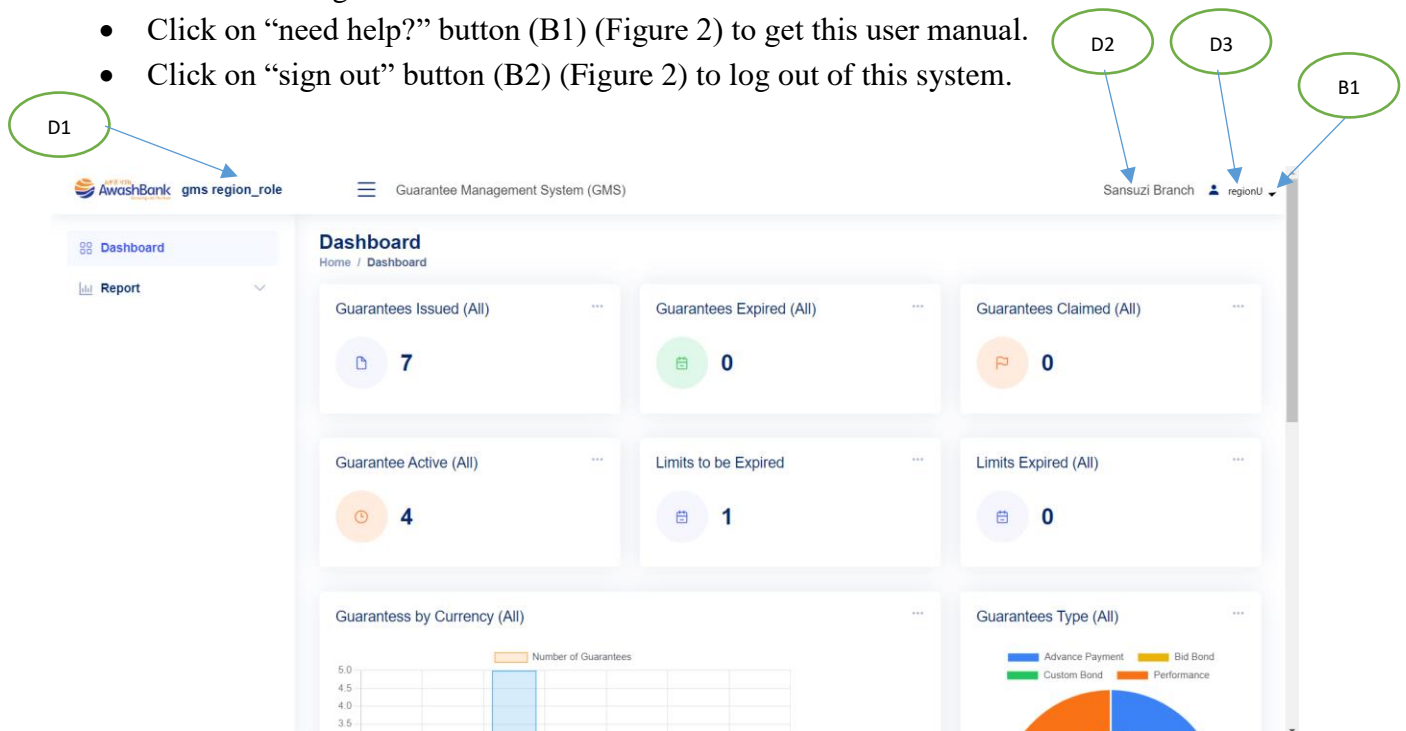 Click on “need help?” button (B1) (Figure 2) to get this user manual.
Click on “sign out” button (B2) (Figure 2) to log out of this system.
D1
D2
D3
B1
AwashBank gms region_role
Guarantee Management System (GMS)
Sansuzi Branch
regionU
Dashboard
Report
Dashboard
Home / Dashboard
Guarantees Issued (All)
7
Guarantees Expired (All)
0
Guarantees Claimed (All)
0
Guarantee Active (All)
4
Limits to be Expired
1
Limits Expired (All)
0
Guarantess by Currency (All)
Number of Guarantees
5.0
4.5
4.0
3.5
Guarantees Type (All)
Advance Payment
Bid Bond
Custom Bond
Performance